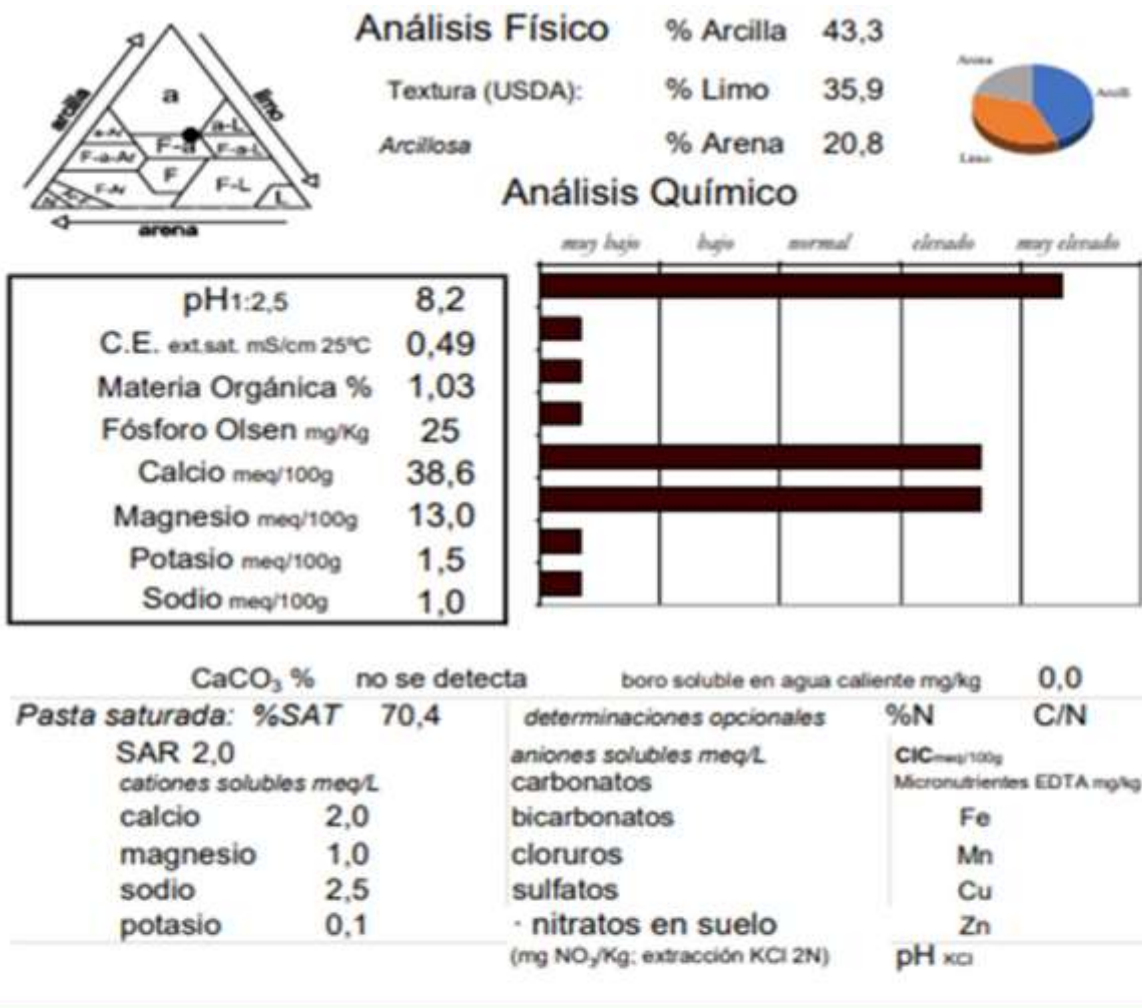 Análisis Físico
% Arcilla 43,3
Textura (USDA): % Limo 35,9
Arcillosa % Arena 20,8
arcilla
limo
arena
a
a-Ar
F-a
a-L
F-a-Ar
F-a-L
F-Ar
F
F-L
L
Arena
Arcill
Limo
Análisis Químico
muy bajo bajo normal elevado muy elevado
pH1:2,5 8,2
C.E. ext.sat. mS/cm 25ºC 0,49
Materia Orgánica % 1,03
Fósforo Olsen mg/Kg 25
Calcio meq/100g 38,6
Magnesio meq/100g 13,0
Potasio meq/100g 1,5
Sodio meq/100g 1,0
CaCO₃ % no se detecta boro soluble en agua caliente mg/kg 0,0
Pasta saturada: %SAT 70,4 determinaciones opcionales %N C/N
SAR 2,0 aniones solubles meq/L CICmeq/100g
cationes solubles meq/L carbonatos Micronutrientes EDTA mg/kg
calcio 2,0 bicarbonatos Fe
magnesio 1,0 cloruros Mn
sodio 2,5 sulfatos Cu
potasio 0,1 · nitratos en suelo Zn
(mg NO₃/Kg; extracción KCl 2N) pH KCl